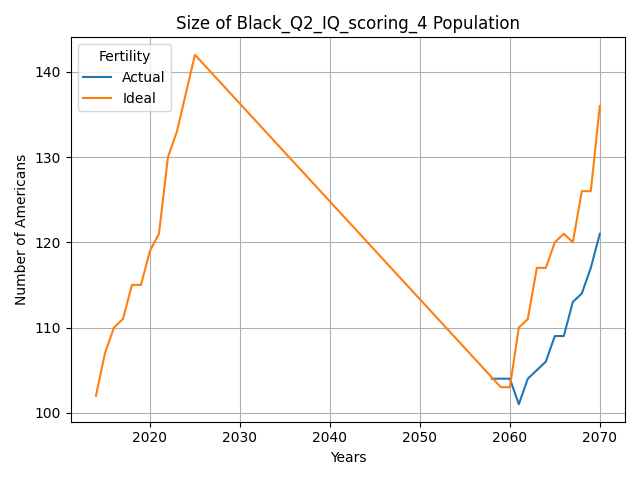 Size of Black_Q2_IQ_scoring_4 Population
Fertility
Actual
Ideal
Number of Americans
140
130
120
110
100
2020 2030 2040 2050 2060 2070
Years